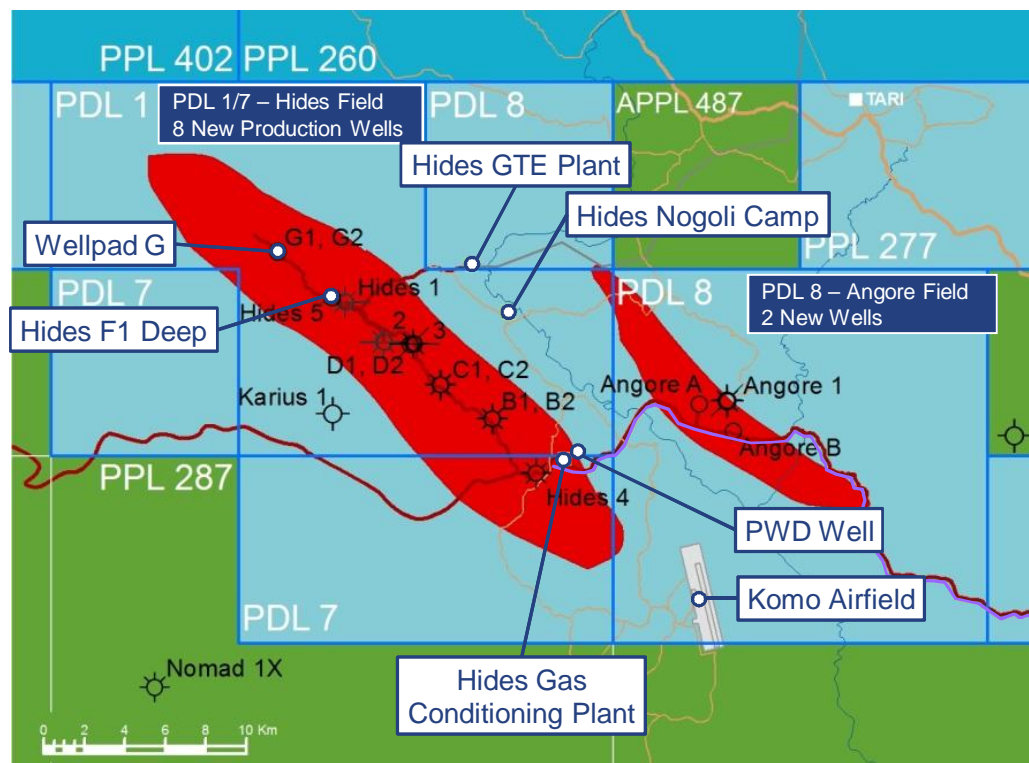 PPL 402
PPL 260
PDL 1
PDL 1/7 – Hides Field
8 New Production Wells
PDL 8
APPL 487
TARI
Hides GTE Plant
Hides Nogoli Camp
Wellpad G
G1, G2
PPL 277
PDL 7
Hides 1
Hides 5
PDL 8
PDL 8 – Angore Field
2 New Wells
Hides F1 Deep
2
3
D1, D2
C1, C2
Angore A
Angore 1
Karius 1
B1, B2
Angore B
PPL 287
Hides 4
PWD Well
Komo Airfield
PDL 7
Nomad 1X
Hides Gas
Conditioning Plant
0 2 4 6 8 10 Km